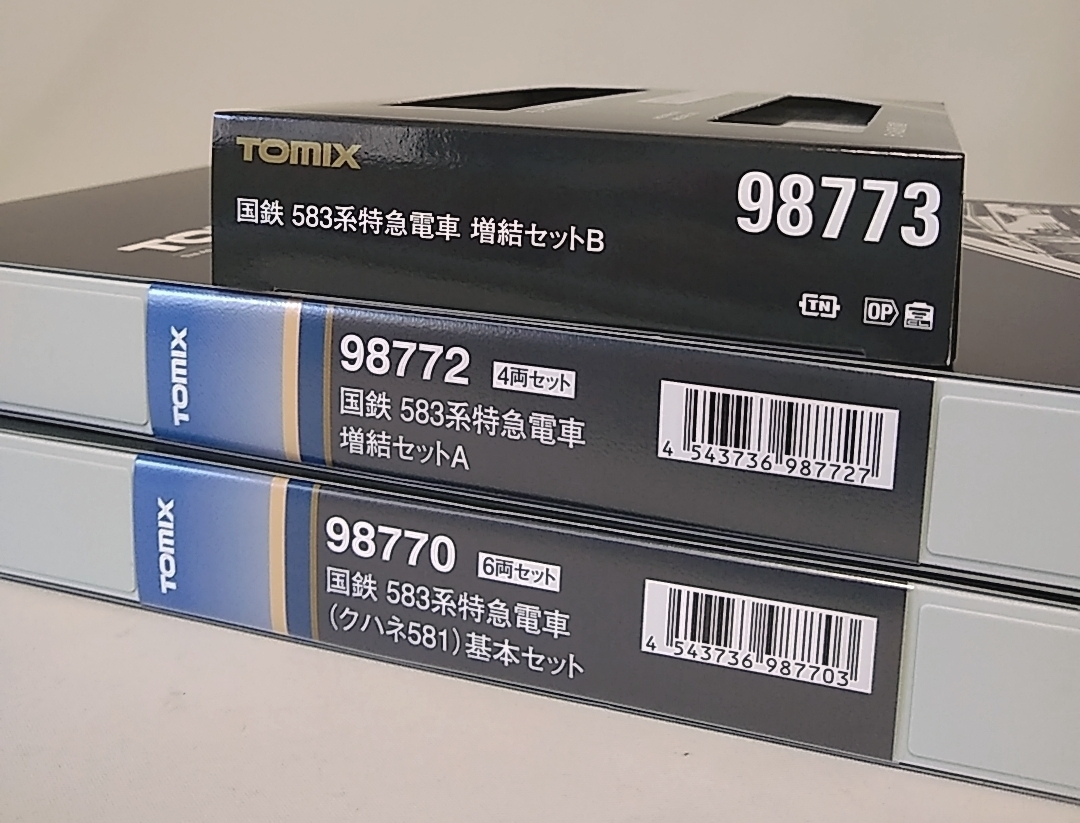 TOMIX
98773
国鉄 583系特急電車 増結セットB
TN
OP
TOMIX
98772 4両セット
国鉄 583系特急電車
増結セットA
4 543736 987727
TOMIX
98770 6両セット
国鉄 583系特急電車
(クハネ581)基本セット
4 543736 987703